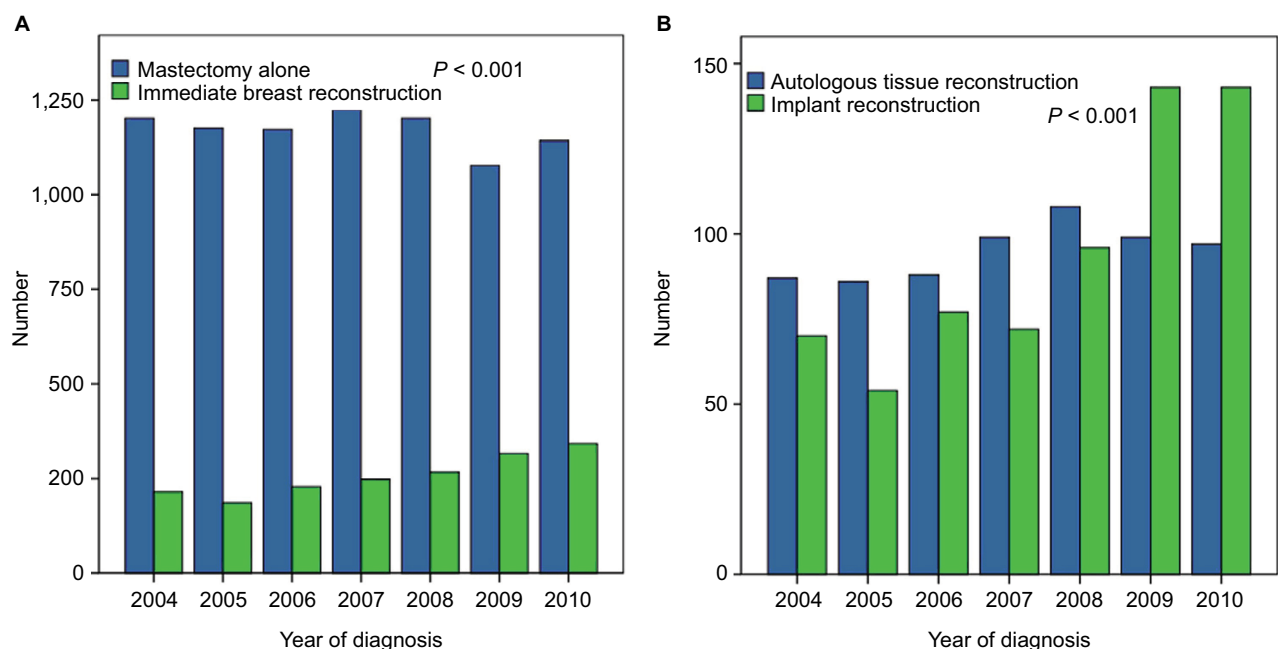 A
Mastectomy alone
Immediate breast reconstruction
P < 0.001
1,250
1,000
750
500
200
0
Number
2004 2005 2006 2007 2008 2009 2010
Year of diagnosis
B
Autologous tissue reconstruction
Implant reconstruction
P < 0.001
150
100
50
0
Number
2004 2005 2006 2007 2008 2009 2010
Year of diagnosis